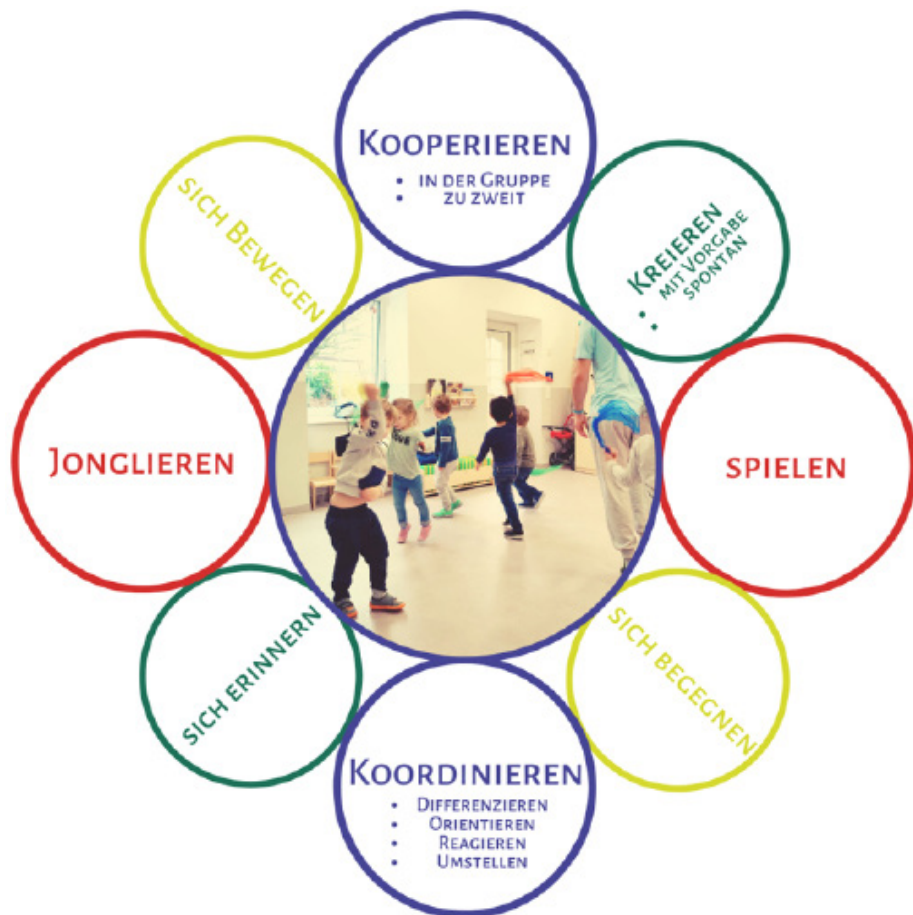 Kooperieren
• in der Gruppe
• zu zweit
Kreieren
• mit Vorgabe
• spontan
spielen
sich begegnen
Koordinieren
• Differenzieren
• Orientieren
• Reagieren
• Umstellen
sich erinnern
Jonglieren
sich Bewegen